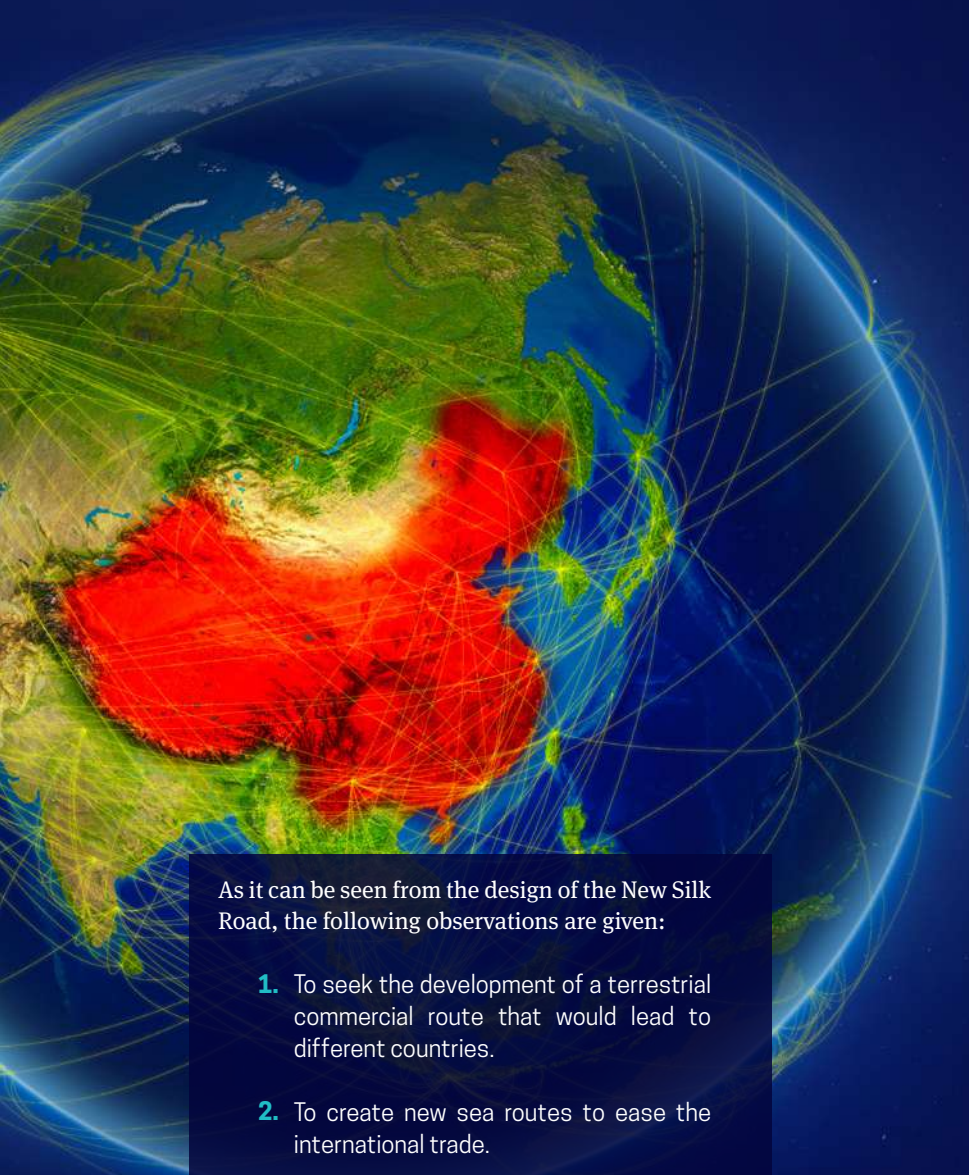 As it can be seen from the design of the New Silk
Road, the following observations are given:
1. To seek the development of a terrestrial
commercial route that would lead to
different countries.
2. To create new sea routes to ease the
international trade.